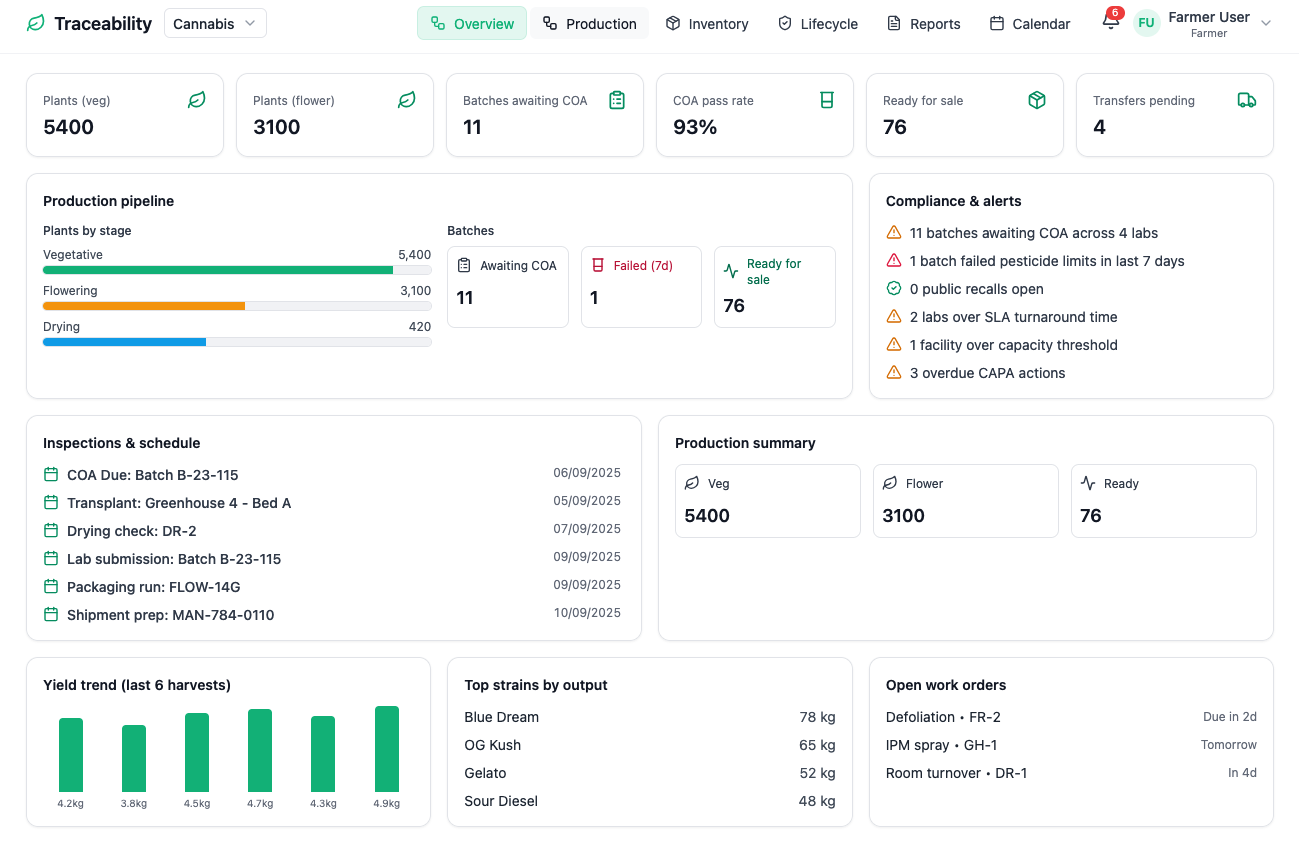 Traceability
Cannabis
Overview
Production
Inventory
Lifecycle
Reports
Calendar
6
FU
Farmer User
Farmer
Plants (veg)
5400
Plants (flower)
3100
Batches awaiting COA
11
COA pass rate
93%
Ready for sale
76
Transfers pending
4
Production pipeline
Plants by stage
Vegetative 5,400
Flowering 3,100
Drying 420
Batches
Awaiting COA
11
Failed (7d)
1
Ready for
sale
76
Compliance & alerts
11 batches awaiting COA across 4 labs
1 batch failed pesticide limits in last 7 days
0 public recalls open
2 labs over SLA turnaround time
1 facility over capacity threshold
3 overdue CAPA actions
Inspections & schedule
COA Due: Batch B-23-115 06/09/2025
Transplant: Greenhouse 4 - Bed A 05/09/2025
Drying check: DR-2 07/09/2025
Lab submission: Batch B-23-115 09/09/2025
Packaging run: FLOW-14G 09/09/2025
Shipment prep: MAN-784-0110 10/09/2025
Production summary
Veg
5400
Flower
3100
Ready
76
Yield trend (last 6 harvests)
4.2kg 3.8kg 4.5kg 4.7kg 4.3kg 4.9kg
Top strains by output
Blue Dream 78 kg
OG Kush 65 kg
Gelato 52 kg
Sour Diesel 48 kg
Open work orders
Defoliation • FR-2 Due in 2d
IPM spray • GH-1 Tomorrow
Room turnover • DR-1 In 4d